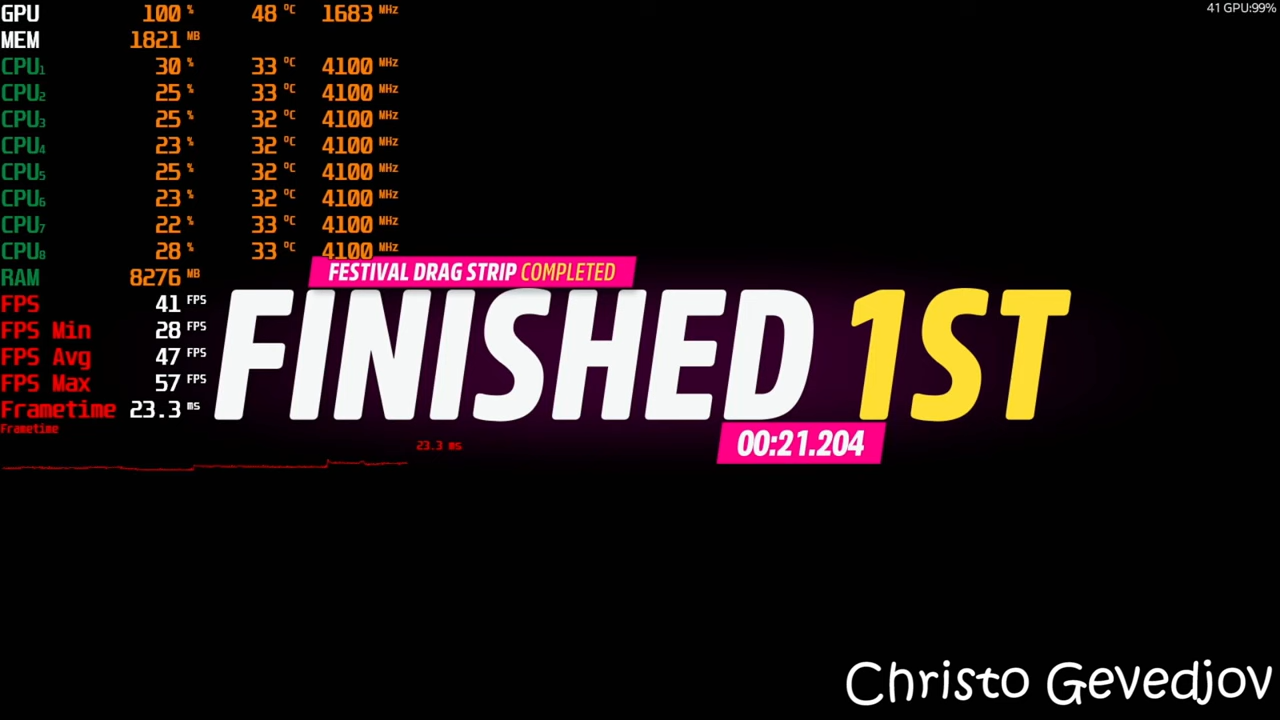 GPU 100 % 48 °C 1683 MHz
41 GPU:99%
MEM 1821 MB
CPU1 30 % 33 °C 4100 MHz
CPU2 25 % 33 °C 4100 MHz
CPU3 25 % 32 °C 4100 MHz
CPU4 23 % 32 °C 4100 MHz
CPU5 25 % 32 °C 4100 MHz
CPU6 23 % 32 °C 4100 MHz
CPU7 22 % 33 °C 4100 MHz
CPU8 28 % 33 °C 4100 MHz
RAM 8276 MB
FPS 41 FPS
FPS Min 28 FPS
FPS Avg 47 FPS
FPS Max 57 FPS
Frametime 23.3 ms
Frametime
23.3 ms
FESTIVAL DRAG STRIP COMPLETED
FINISHED 1ST
00:21.204
Christo Gevedjov